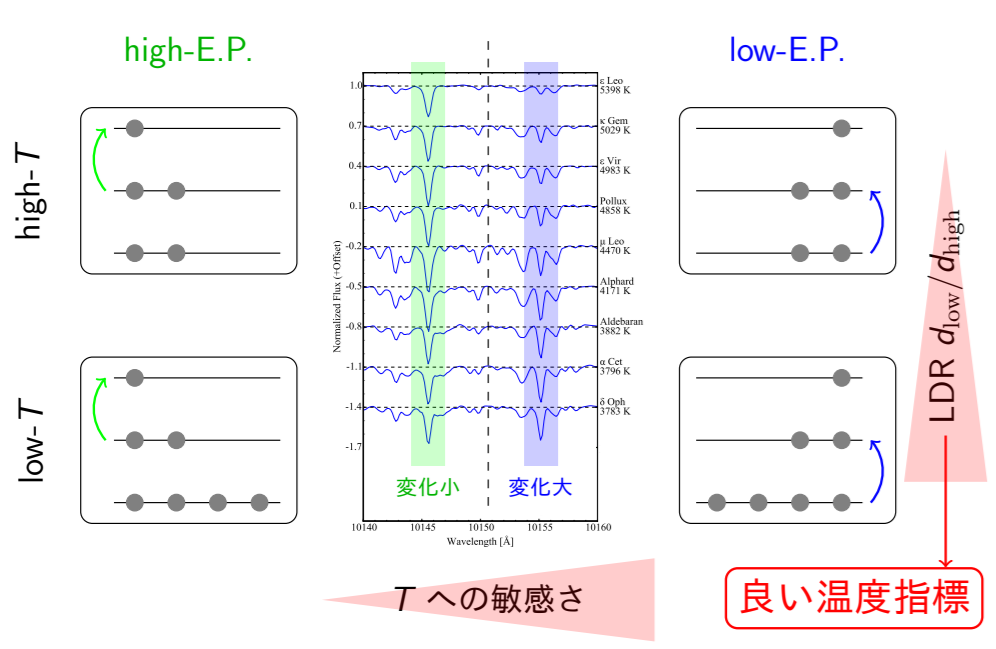 high-E.P.
low-E.P.
high-T
low-T
Normalized Flux (+Offset)
1.0
0.7
0.4
0.1
-0.2
-0.5
-0.8
-1.1
-1.4
-1.7
ε Leo
5398 K
κ Gem
5029 K
ε Vir
4983 K
Pollux
4858 K
μ Leo
4470 K
Alphard
4171 K
Aldebaran
3882 K
α Cet
3796 K
δ Oph
3783 K
変化小
変化大
10140 10145 10150 10155 10160
Wavelength [Å]
LDR d_low/d_high
T への敏感さ
良い温度指標